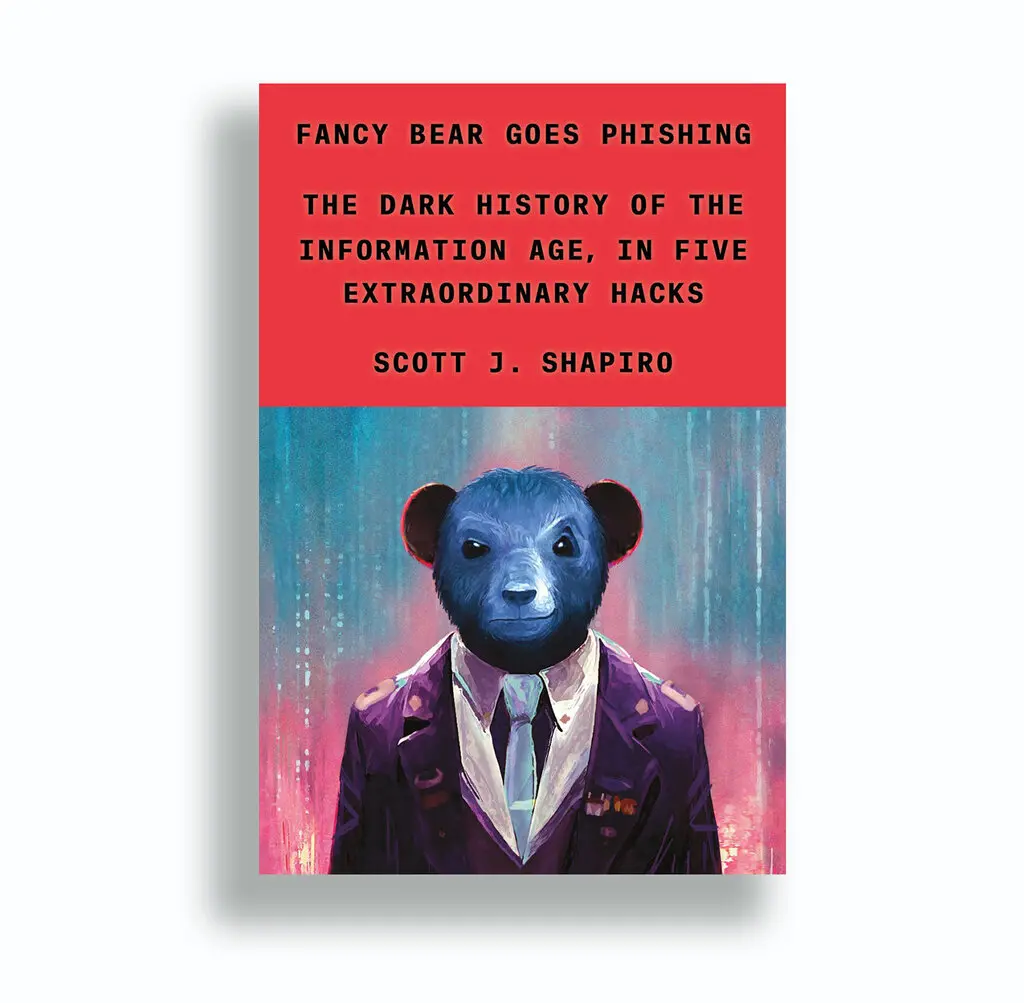 FANCY BEAR GOES PHISHING
THE DARK HISTORY OF THE
INFORMATION AGE, IN FIVE
EXTRAORDINARY HACKS
SCOTT J. SHAPIRO